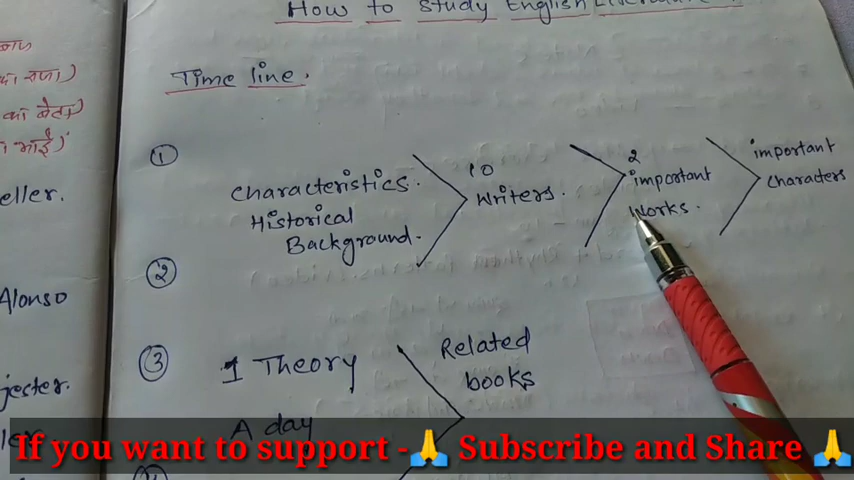 How to study English Literature
Time line.
बाप
का राजा)
का बेटा)
भाई)
eller.
Alonso
jester.
①
Characteristics.
Historical
Background.
10
Writers.
2
important
Works.
important
Characters
②
③
1 Theory
A day
Related
books
If you want to support -🙏 Subscribe and Share 🙏